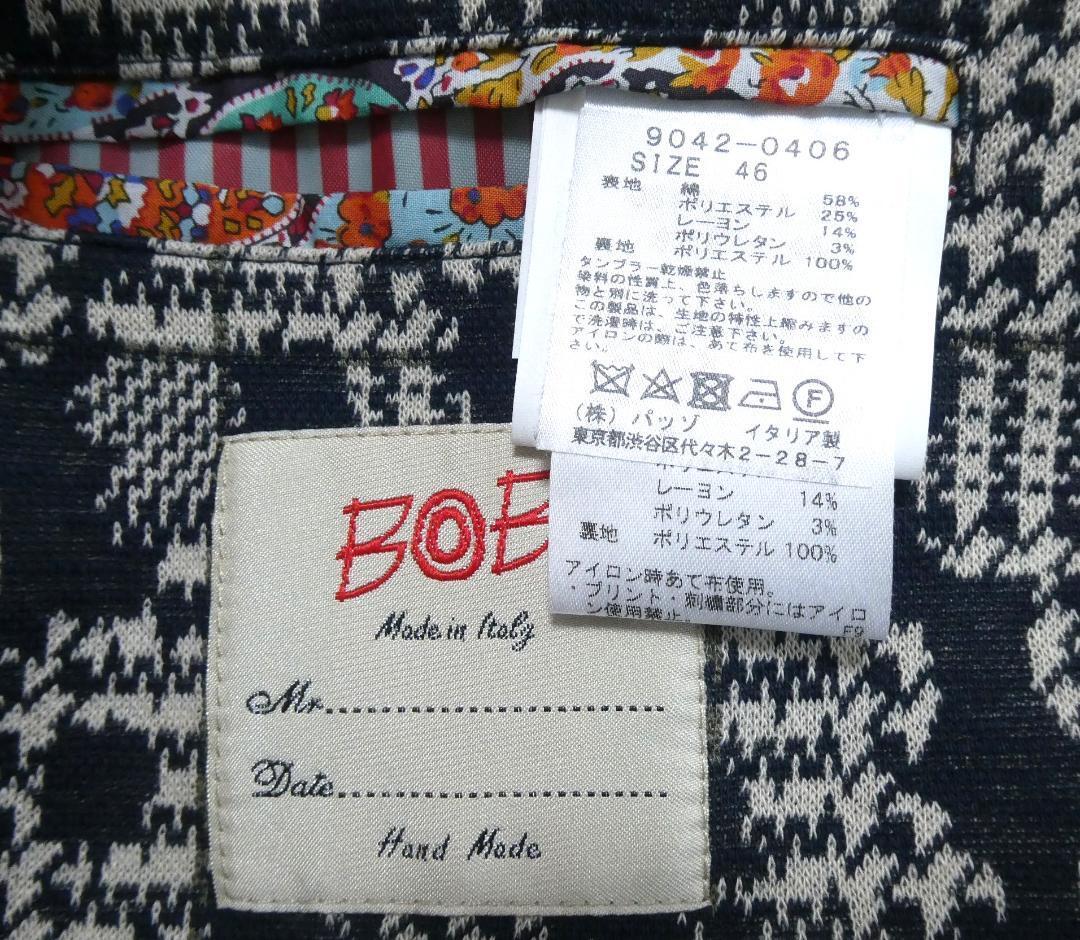 9042-0406
SIZE 46
表地 綿 58%
ポリエステル 25%
レーヨン 14%
ポリウレタン 3%
裏地 ポリエステル 100%
タンブラー乾燥禁止
染料の性質上、色落ちしますので他の
物と別に洗って下さい。
この製品は、生地の特性上縮みますの
で洗濯時は、ご注意下さい。
アイロンの際は、あて布を使用して下
さい。
F
(株) パッソ イタリア製
東京都渋谷区代々木2-28-7
レーヨン 14%
ポリウレタン 3%
裏地 ポリエステル 100%
アイロン時あて布使用。
・プリント・刺繍部分にはアイロ
ン使用禁止。
BOB
Made in Italy
Mr.
Date
Hand Made